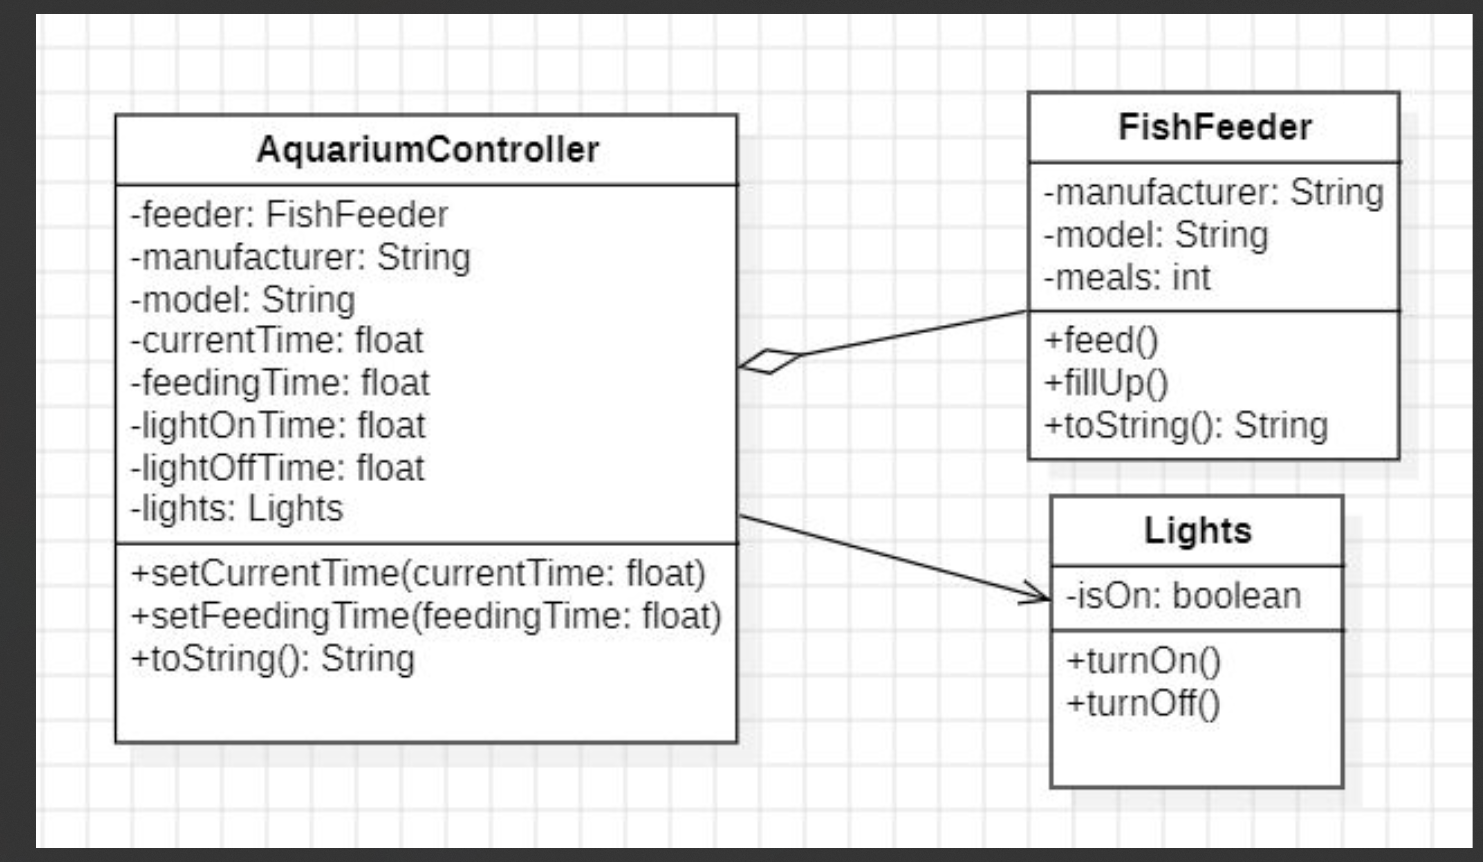 AquariumController
-feeder: FishFeeder
-manufacturer: String
-model: String
-currentTime: float
-feedingTime: float
-lightOnTime: float
-lightOffTime: float
-lights: Lights
+setCurrentTime(currentTime: float)
+setFeedingTime(feedingTime: float)
+toString(): String
FishFeeder
-manufacturer: String
-model: String
-meals: int
+feed()
+fillUp()
+toString(): String
Lights
-isOn: boolean
+turnOn()
+turnOff()